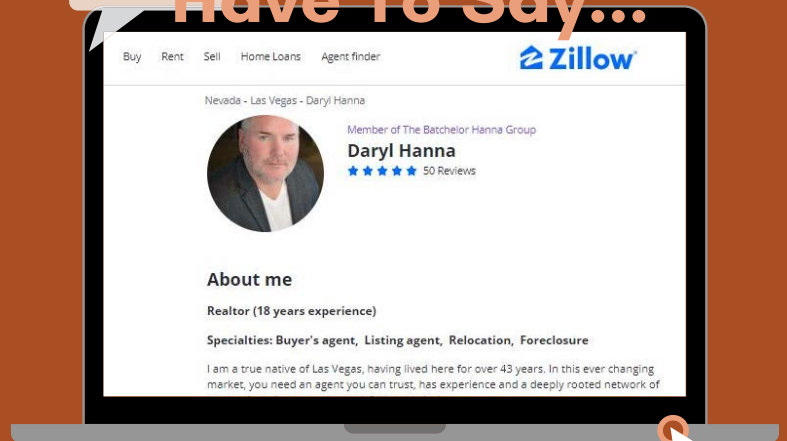 Have To Say...
Buy Rent Sell Home Loans Agent finder Zillow
Nevada - Las Vegas - Daryl Hanna
Member of The Batchelor Hanna Group
Daryl Hanna
50 Reviews
About me
Realtor (18 years experience)
Specialties: Buyer's agent, Listing agent, Relocation, Foreclosure
I am a true native of Las Vegas, having lived here for over 43 years. In this ever changing
market, you need an agent you can trust, has experience and a deeply rooted network of